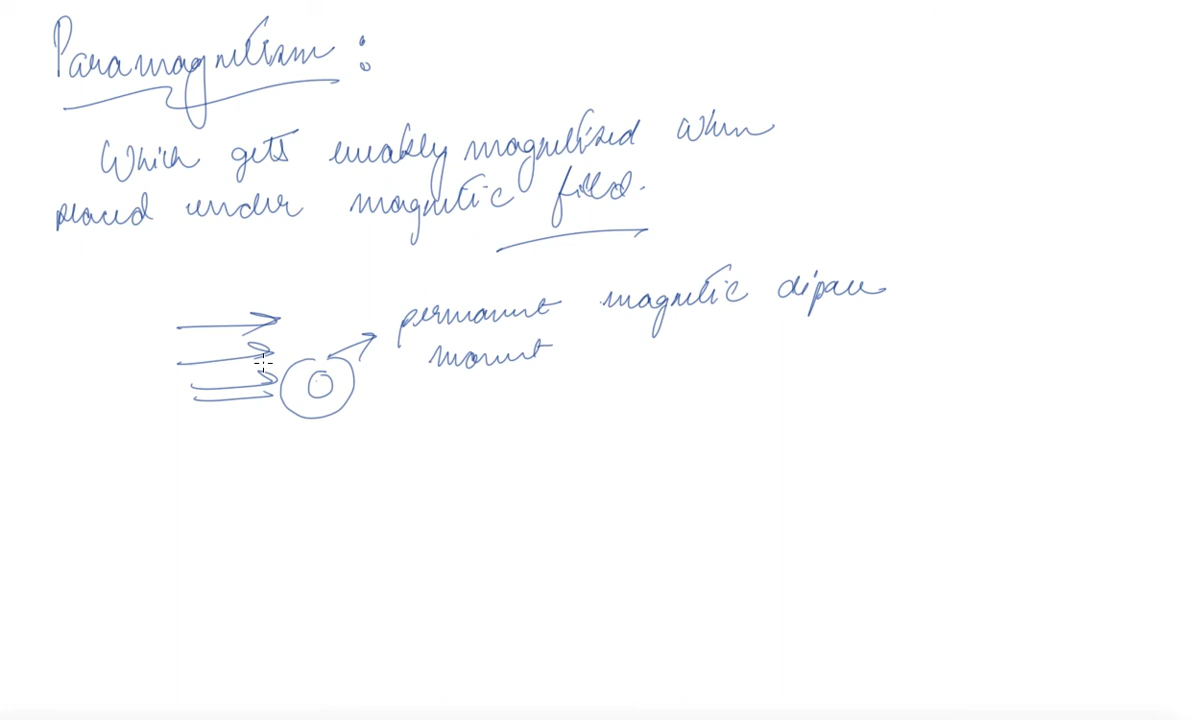 Paramagnetism :
Which gets weakly magnetized when
placed under magnetic field.
permanent magnetic dipole
moment